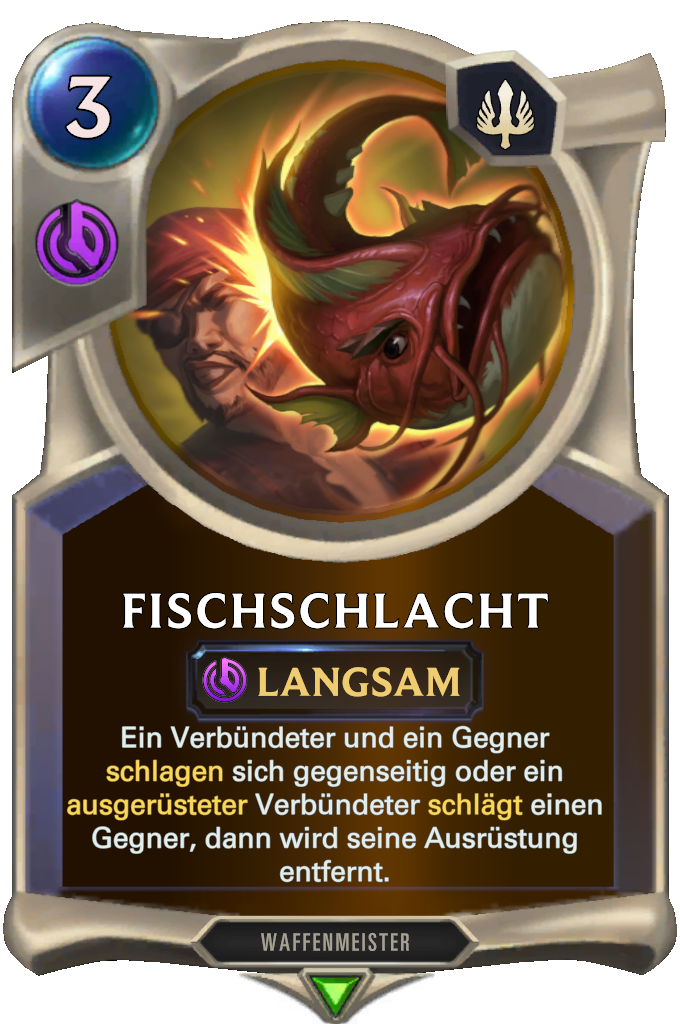 3
FISCHSCHLACHT
LANGSAM
Ein Verbündeter und ein Gegner
schlagen sich gegenseitig oder ein
ausgerüsteter Verbündeter schlägt einen
Gegner, dann wird seine Ausrüstung
entfernt.
WAFFENMEISTER